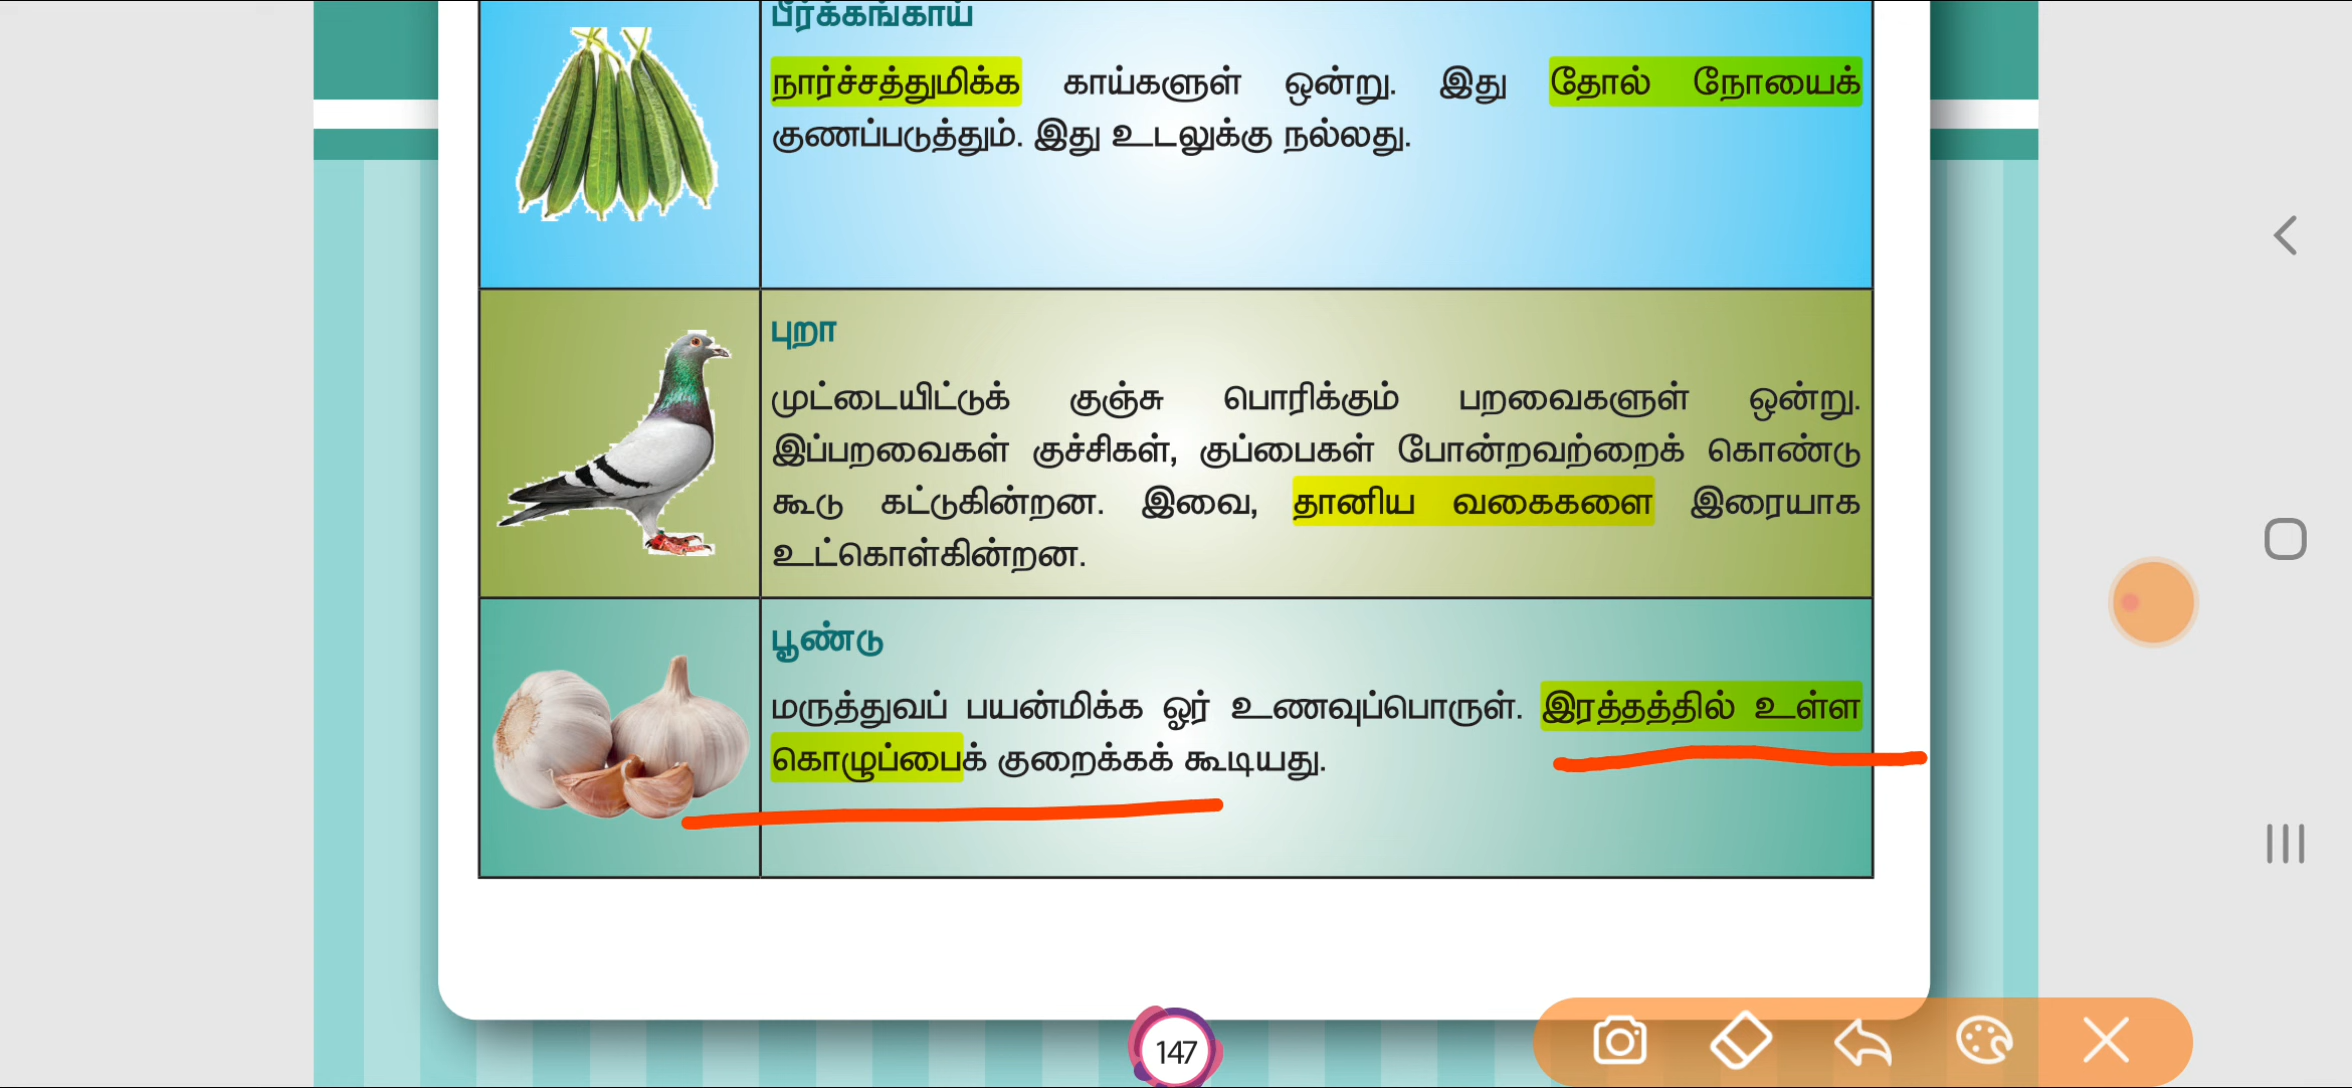 பீர்க்கங்காய்
நார்ச்சத்துமிக்க காய்களுள் ஒன்று. இது தோல் நோயைக்
குணப்படுத்தும். இது உடலுக்கு நல்லது.
புறா
முட்டையிட்டுக் குஞ்சு பொரிக்கும் பறவைகளுள் ஒன்று.
இப்பறவைகள் குச்சிகள், குப்பைகள் போன்றவற்றைக் கொண்டு
கூடு கட்டுகின்றன. இவை, தானிய வகைகளை இரையாக
உட்கொள்கின்றன.
பூண்டு
மருத்துவப் பயன்மிக்க ஓர் உணவுப்பொருள். இரத்தத்தில் உள்ள
கொழுப்பைக் குறைக்கக் கூடியது.
147